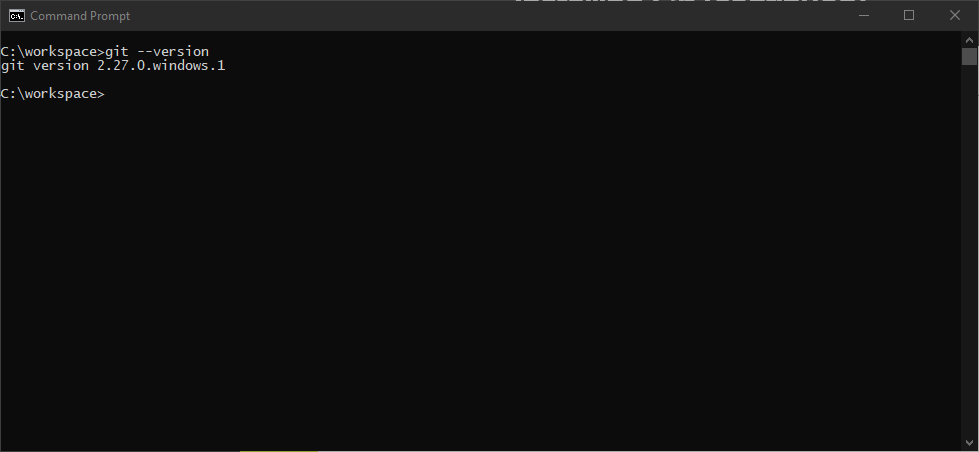 Command Prompt
C:\workspace>git --version
git version 2.27.0.windows.1
C:\workspace>